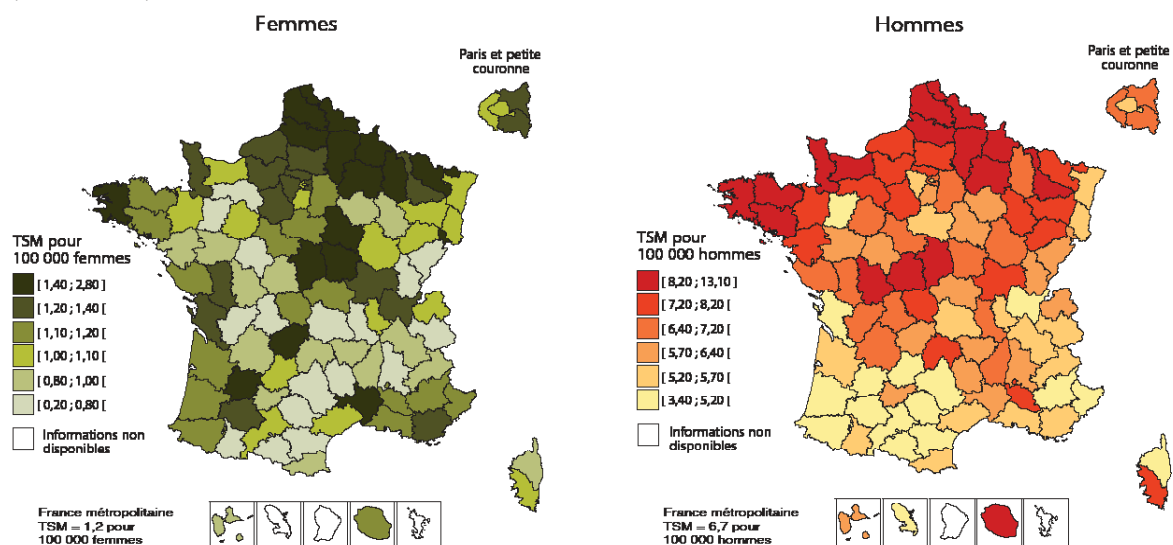 Femmes
Paris et petite
couronne
TSM pour
100 000 femmes
[ 1,40 ; 2,80 ]
[ 1,20 ; 1,40 [
[ 1,10 ; 1,20 [
[ 1,00 ; 1,10 [
[ 0,80 ; 1,00 [
[ 0,20 ; 0,80 [
Informations non
disponibles
France métropolitaine
TSM = 1,2 pour
100 000 femmes
Hommes
Paris et petite
couronne
TSM pour
100 000 hommes
[ 8,20 ; 13,10 ]
[ 7,20 ; 8,20 [
[ 6,40 ; 7,20 [
[ 5,70 ; 6,40 [
[ 5,20 ; 5,70 [
[ 3,40 ; 5,20 [
Informations non
disponibles
France métropolitaine
TSM = 6,7 pour
100 000 hommes